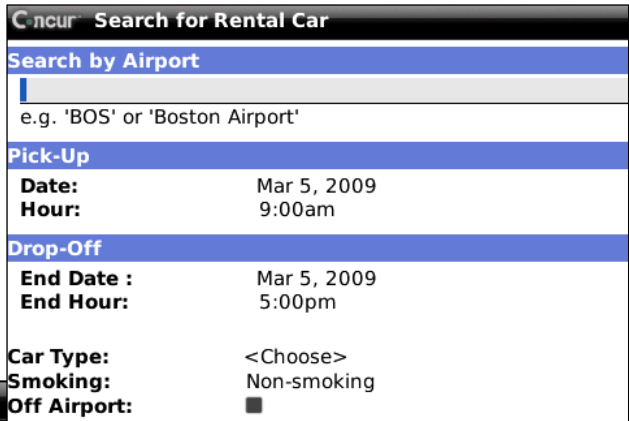 Concur Search for Rental Car
Search by Airport
e.g. 'BOS' or 'Boston Airport'
Pick-Up
Date: Mar 5, 2009
Hour: 9:00am
Drop-Off
End Date : Mar 5, 2009
End Hour: 5:00pm
Car Type: <Choose>
Smoking: Non-smoking
Off Airport: